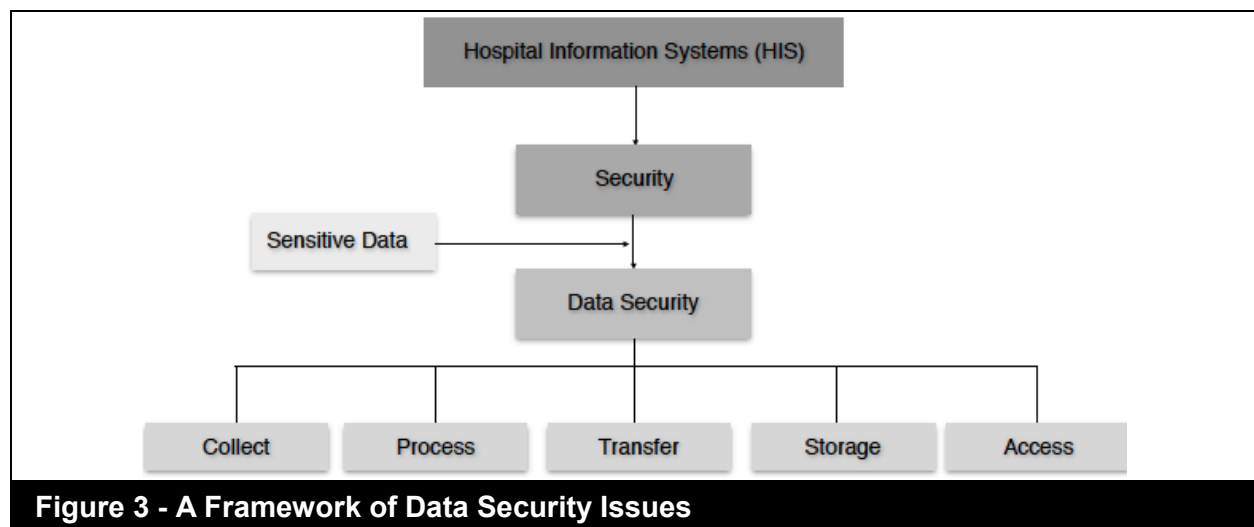 Hospital Information Systems (HIS)
Security
Sensitive Data
Data Security
Collect
Process
Transfer
Storage
Access
Figure 3 - A Framework of Data Security Issues